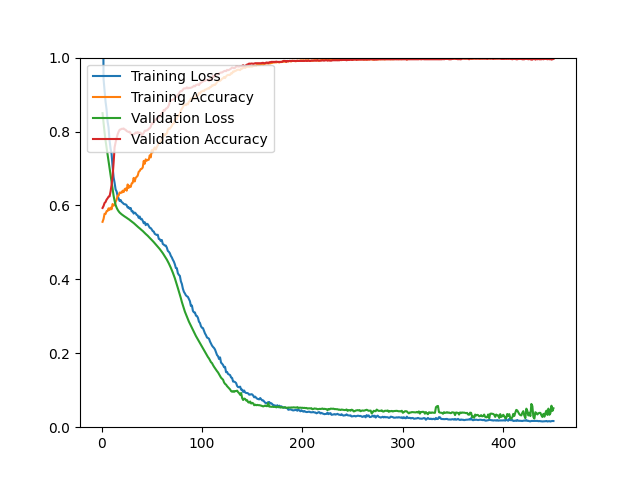 1.0
Training Loss
Training Accuracy
Validation Loss
Validation Accuracy
0.8
0.6
0.4
0.2
0.0
0 100 200 300 400